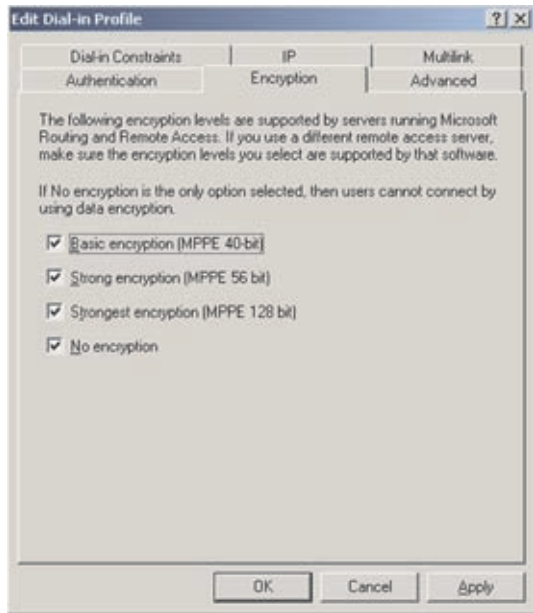 Edit Dial-in Profile
Dial-in Constraints
IP
Multilink
Authentication
Encryption
Advanced
The following encryption levels are supported by servers running Microsoft
Routing and Remote Access. If you use a different remote access server,
make sure the encryption levels you select are supported by that software.
If No encryption is the only option selected, then users cannot connect by
using data encryption.
Basic encryption (MPPE 40-bit)
Strong encryption (MPPE 56 bit)
Strongest encryption (MPPE 128 bit)
No encryption
OK
Cancel
Apply